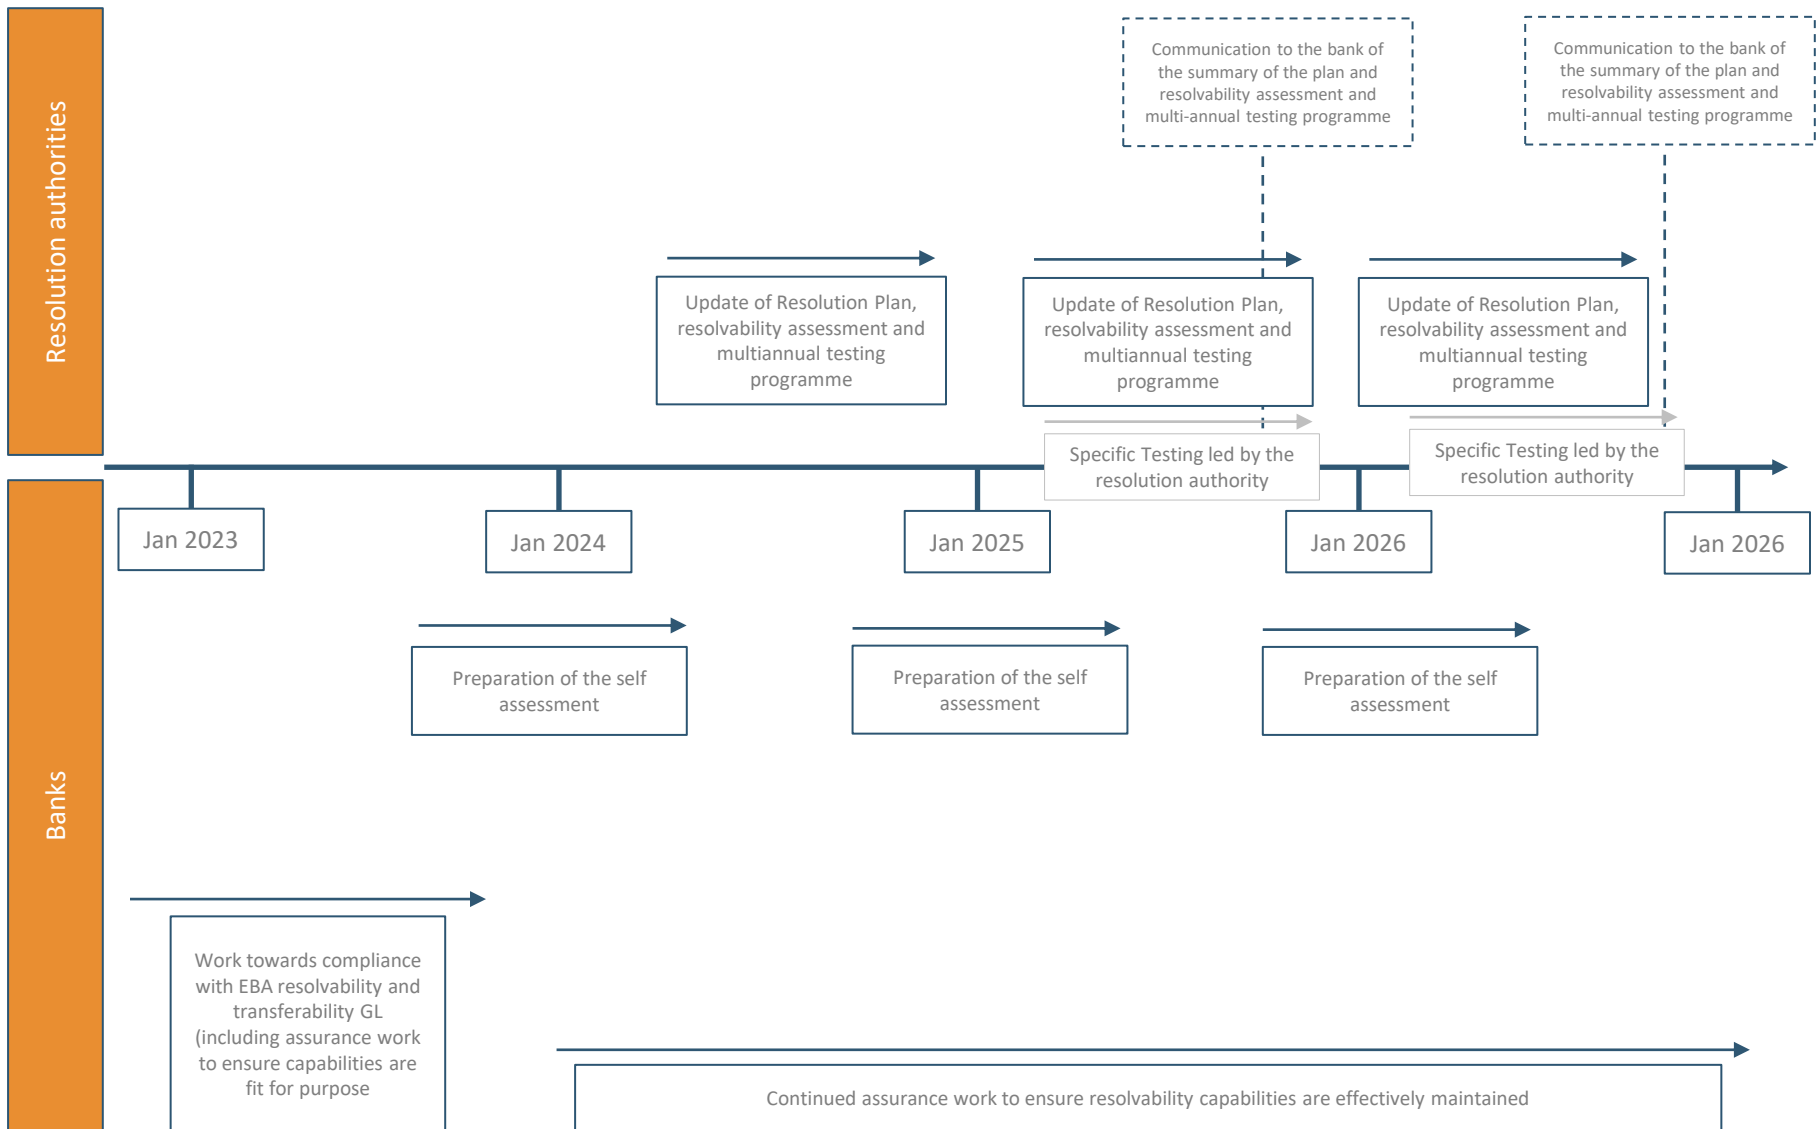 Resolution authorities
Communication to the bank of
the summary of the plan and
resolvability assessment and
multi-annual testing programme
Communication to the bank of
the summary of the plan and
resolvability assessment and
multi-annual testing programme
Update of Resolution Plan,
resolvability assessment and
multiannual testing
programme
Update of Resolution Plan,
resolvability assessment and
multiannual testing
programme
Update of Resolution Plan,
resolvability assessment and
multiannual testing
programme
Specific Testing led by the
resolution authority
Specific Testing led by the
resolution authority
Jan 2023
Jan 2024
Jan 2025
Jan 2026
Jan 2026
Banks
Preparation of the self
assessment
Preparation of the self
assessment
Preparation of the self
assessment
Work towards compliance
with EBA resolvability and
transferability GL
(including assurance work
to ensure capabilities are
fit for purpose
Continued assurance work to ensure resolvability capabilities are effectively maintained